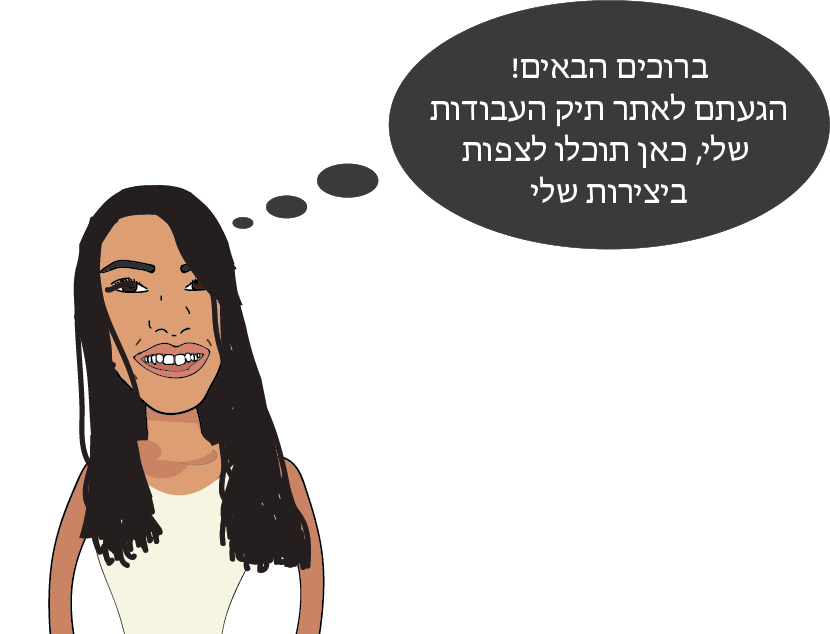 ברוכים הבאים!
הגעתם לאתר תיק העבודות
שלי, כאן תוכלו לצפות
ביצירות שלי